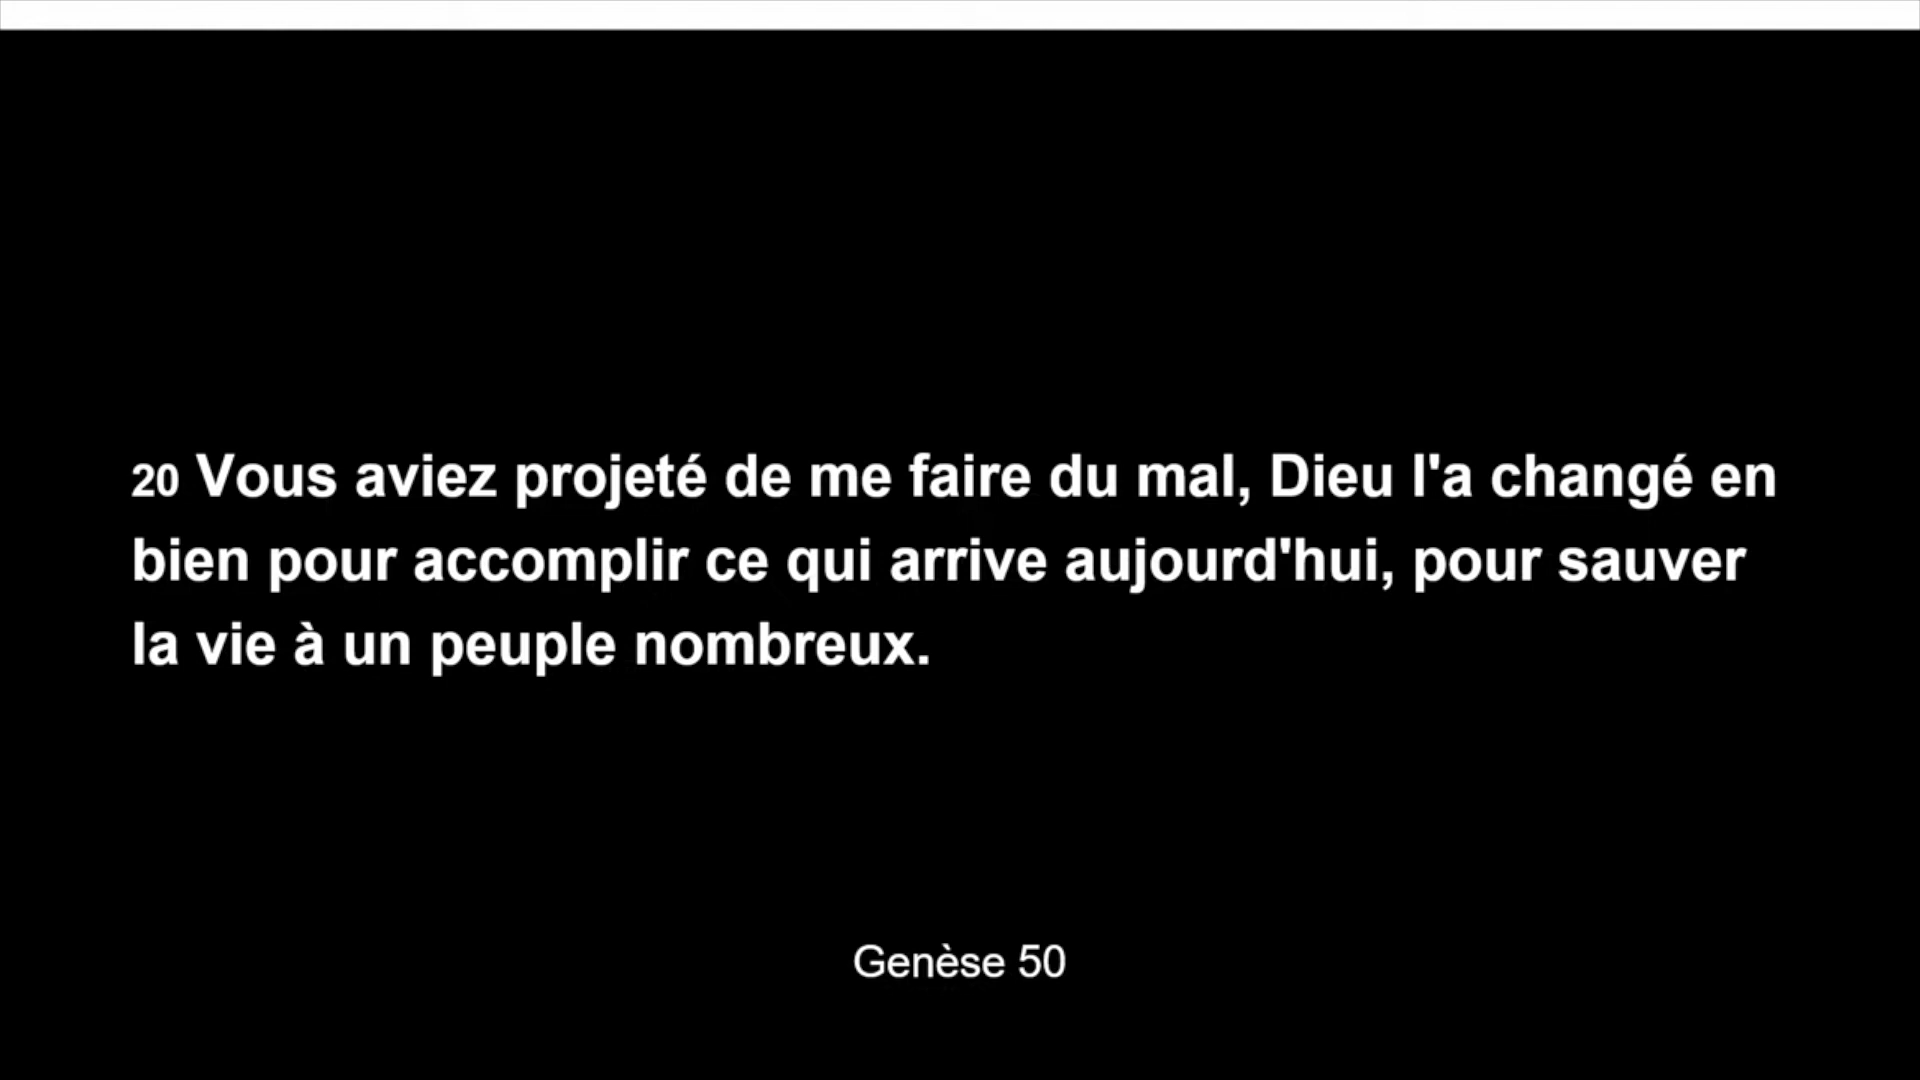 20 Vous aviez projeté de me faire du mal, Dieu l'a changé en
bien pour accomplir ce qui arrive aujourd'hui, pour sauver
la vie à un peuple nombreux.
Genèse 50